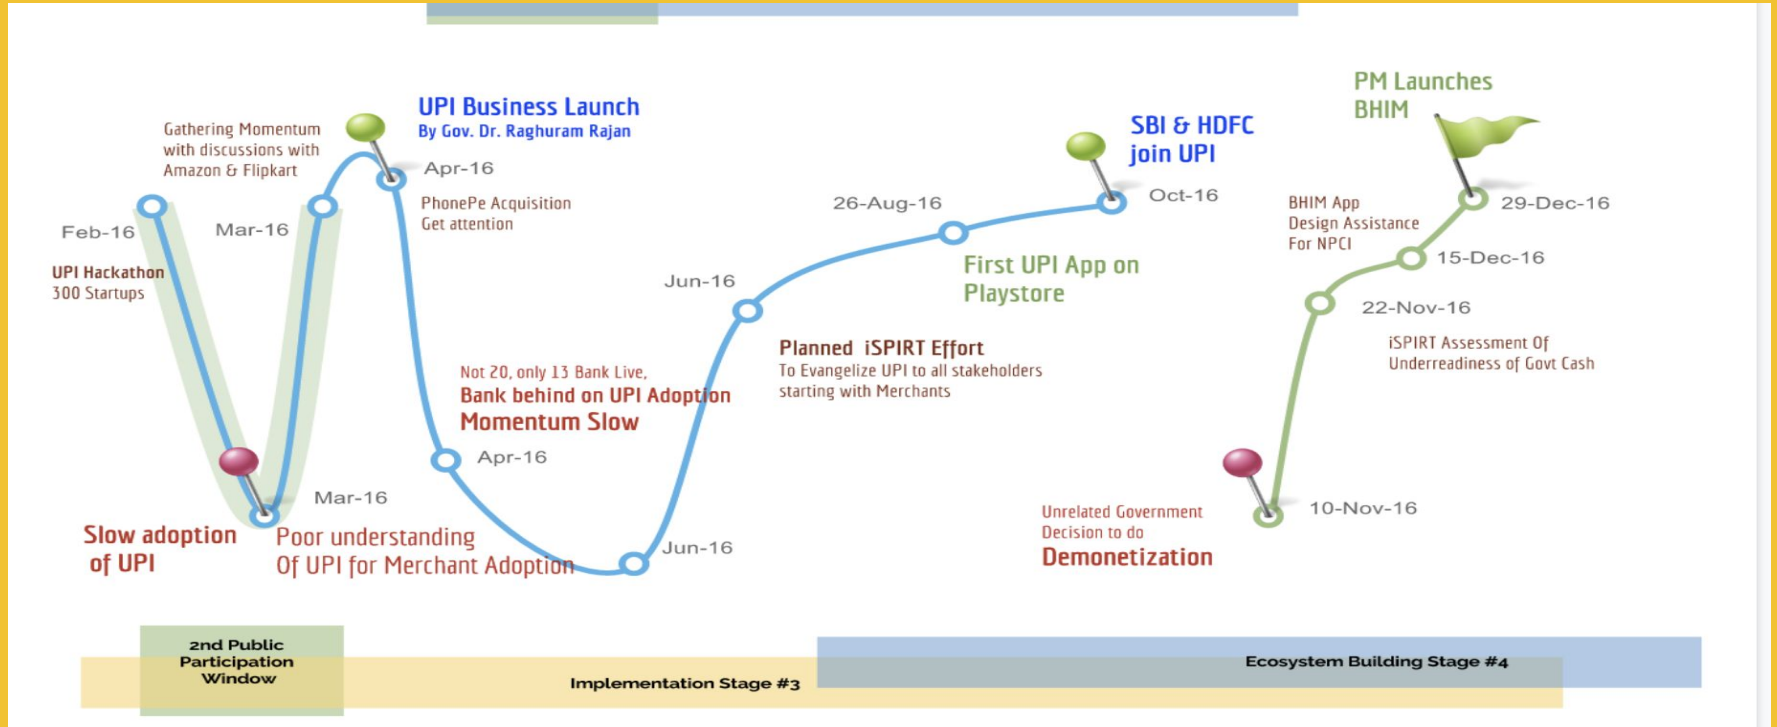 Feb-16
UPI Hackathon
300 Startups
Gathering Momentum
with discussions with
Amazon & Flipkart
Mar-16
Slow adoption
of UPI
Mar-16
Poor understanding
Of UPI for Merchant Adoption
UPI Business Launch
By Gov. Dr. Raghuram Rajan
Apr-16
PhonePe Acquisition
Get attention
Not 20, only 13 Bank Live,
Bank behind on UPI Adoption
Momentum Slow
Apr-16
Jun-16
Jun-16
Planned iSPIRT Effort
To Evangelize UPI to all stakeholders
starting with Merchants
26-Aug-16
First UPI App on
Playstore
SBI & HDFC
join UPI
Oct-16
Unrelated Government
Decision to do
Demonetization
10-Nov-16
22-Nov-16
iSPIRT Assessment Of
Underreadiness of Govt Cash
BHIM App
Design Assistance
For NPCI
15-Dec-16
PM Launches
BHIM
29-Dec-16
2nd Public
Participation
Window
Implementation Stage #3
Ecosystem Building Stage #4